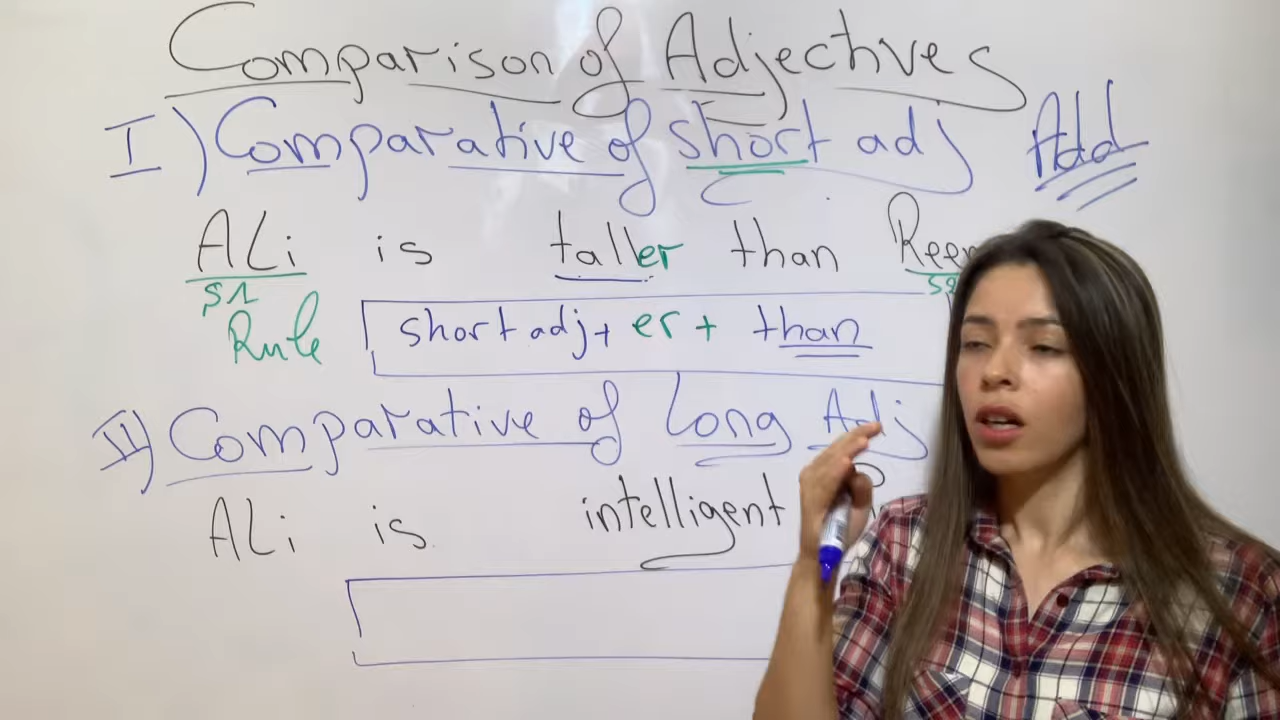 Comparison of Adjectives
I) Comparative of short adj Add
ALi is taller than Reem
S1
Rule short adj + er + than
II) Comparative of Long Adj
ALi is intelligent